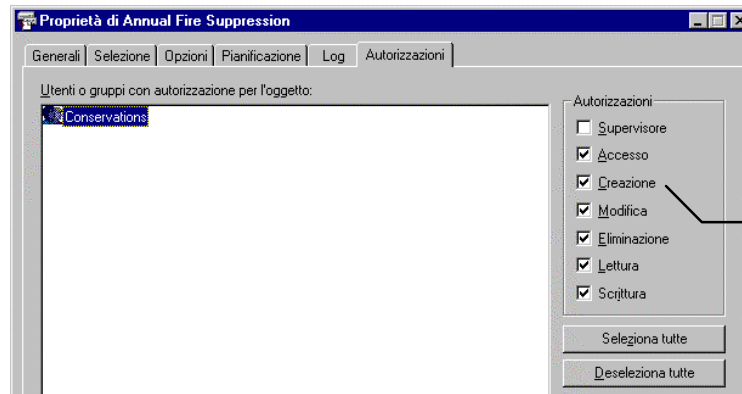 Proprietà di Annual Fire Suppression
Generali Selezione Opzioni Pianificazione Log Autorizzazioni
Utenti o gruppi con autorizzazione per l'oggetto:
Conservations
Autorizzazioni
Supervisore
Accesso
Creazione
Modifica
Eliminazione
Lettura
Scrittura
Seleziona tutte
Deseleziona tutte